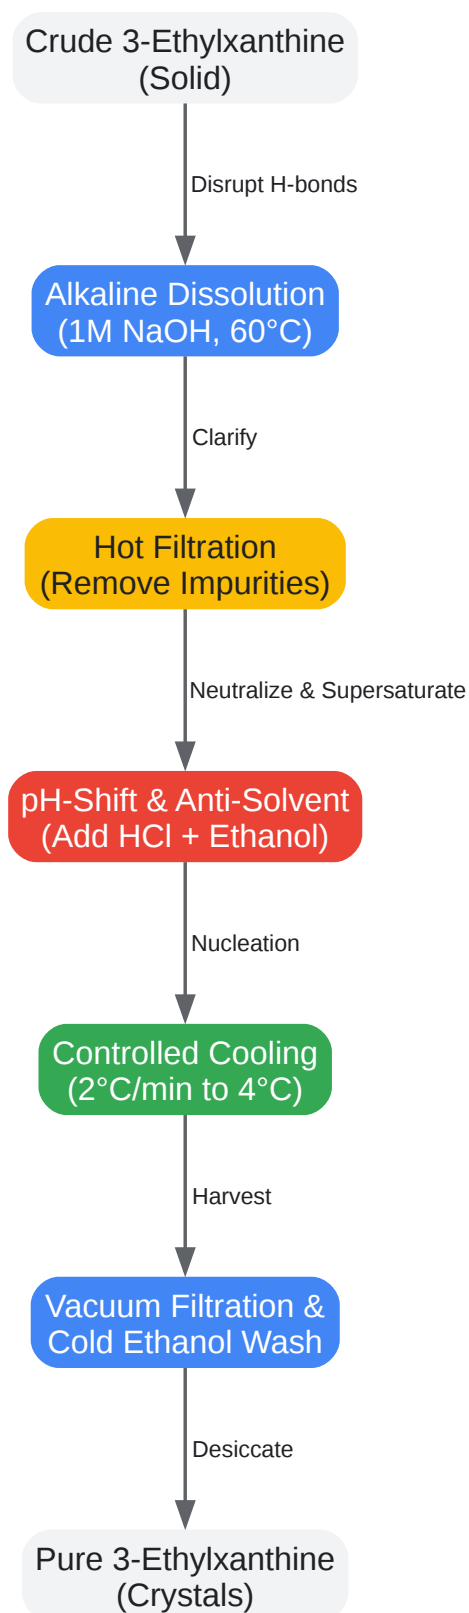 Crude 3-Ethylxanthine
(Solid)
Disrupt H-bonds
Alkaline Dissolution
(1M NaOH, 60°C)
Clarify
Hot Filtration
(Remove Impurities)
Neutralize & Supersaturate
pH-Shift & Anti-Solvent
(Add HCl + Ethanol)
Nucleation
Controlled Cooling
(2°C/min to 4°C)
Harvest
Vacuum Filtration &
Cold Ethanol Wash
Desiccate
Pure 3-Ethylxanthine
(Crystals)